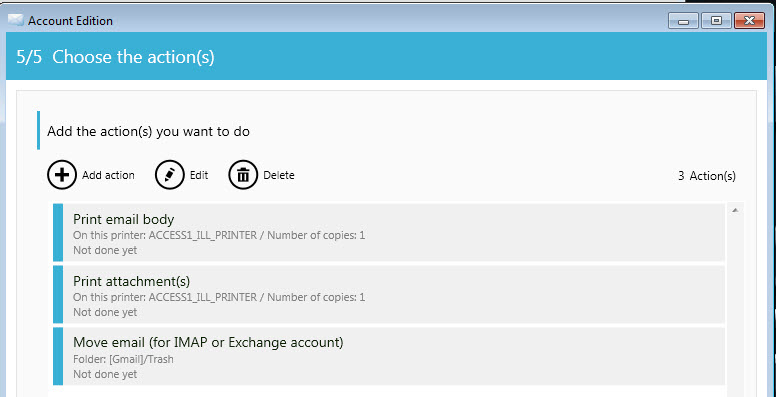 Account Edition
5/5 Choose the action(s)
Add the action(s) you want to do
Add action Edit Delete 3 Action(s)
Print email body
On this printer: ACCESS1_ILL_PRINTER / Number of copies: 1
Not done yet
Print attachment(s)
On this printer: ACCESS1_ILL_PRINTER / Number of copies: 1
Not done yet
Move email (for IMAP or Exchange account)
Folder: [Gmail]/Trash
Not done yet